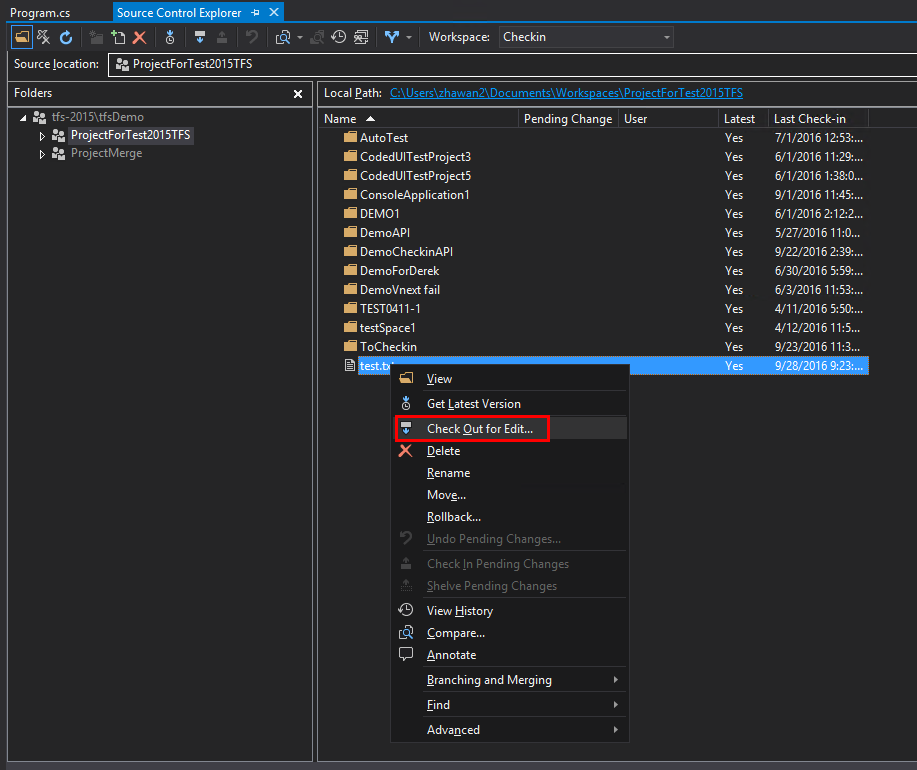 Program.cs Source Control Explorer
Workspace: Checkin
Source location: ProjectForTest2015TFS
Folders
tfs-2015\tfsDemo
ProjectForTest2015TFS
ProjectMerge
Local Path: C:\Users\zhawan2\Documents\Workspaces\ProjectForTest2015TFS
Name Pending Change User Latest Last Check-in
AutoTest Yes 7/1/2016 12:53:...
CodedUITestProject3 Yes 6/1/2016 11:29:...
CodedUITestProject5 Yes 6/1/2016 1:38:0...
ConsoleApplication1 Yes 9/1/2016 11:45:...
DEMO1 Yes 6/1/2016 2:12:2...
DemoAPI Yes 5/27/2016 11:0...
DemoCheckinAPI Yes 9/22/2016 2:39:...
DemoForDerek Yes 6/30/2016 5:59:...
DemoVnext fail Yes 6/3/2016 11:53:...
TEST0411-1 Yes 4/11/2016 5:50:...
testSpace1 Yes 4/12/2016 11:5...
ToCheckin Yes 9/23/2016 11:3...
test.tx Yes 9/28/2016 9:23:...
View
Get Latest Version
Check Out for Edit...
Delete
Rename
Move...
Rollback...
Undo Pending Changes...
Check In Pending Changes
Shelve Pending Changes
View History
Compare...
Annotate
Branching and Merging
Find
Advanced